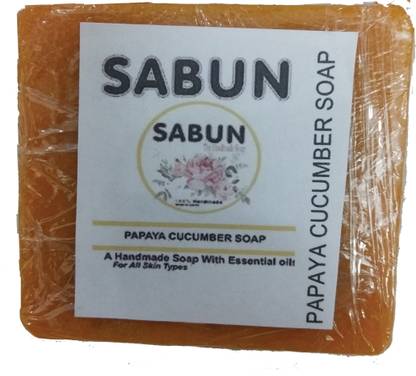 SABUN
SABUN
100% Handmade
PAPAYA CUCUMBER SOAP
A Handmade Soap With Essential oils
For All Skin Types
PAPAYA CUCUMBER SOAP